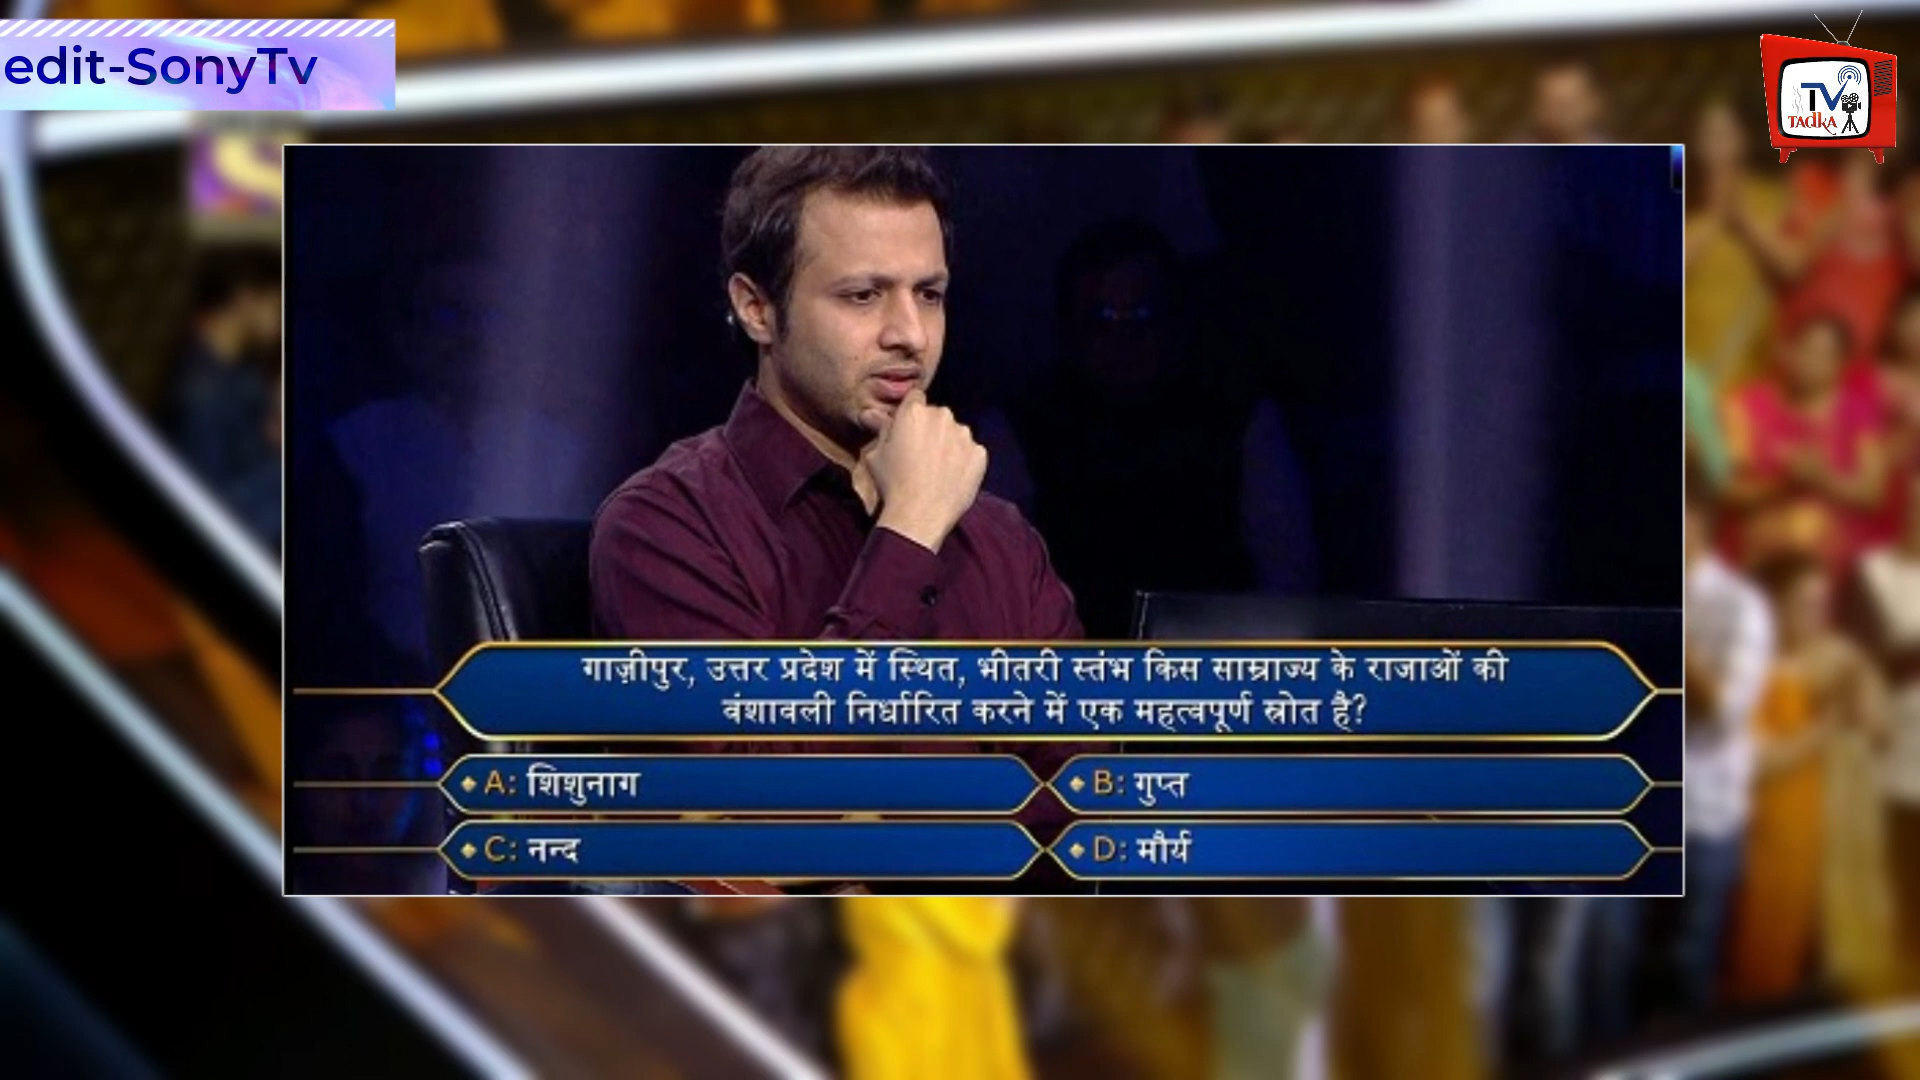 edit-SonyTv
TV
TADKA
गाज़ीपुर, उत्तर प्रदेश में स्थित, भीतरी स्तंभ किस साम्राज्य के राजाओं की
वंशावली निर्धारित करने में एक महत्वपूर्ण स्रोत है?
A: शिशुनाग
B: गुप्त
C: नन्द
D: मौर्य